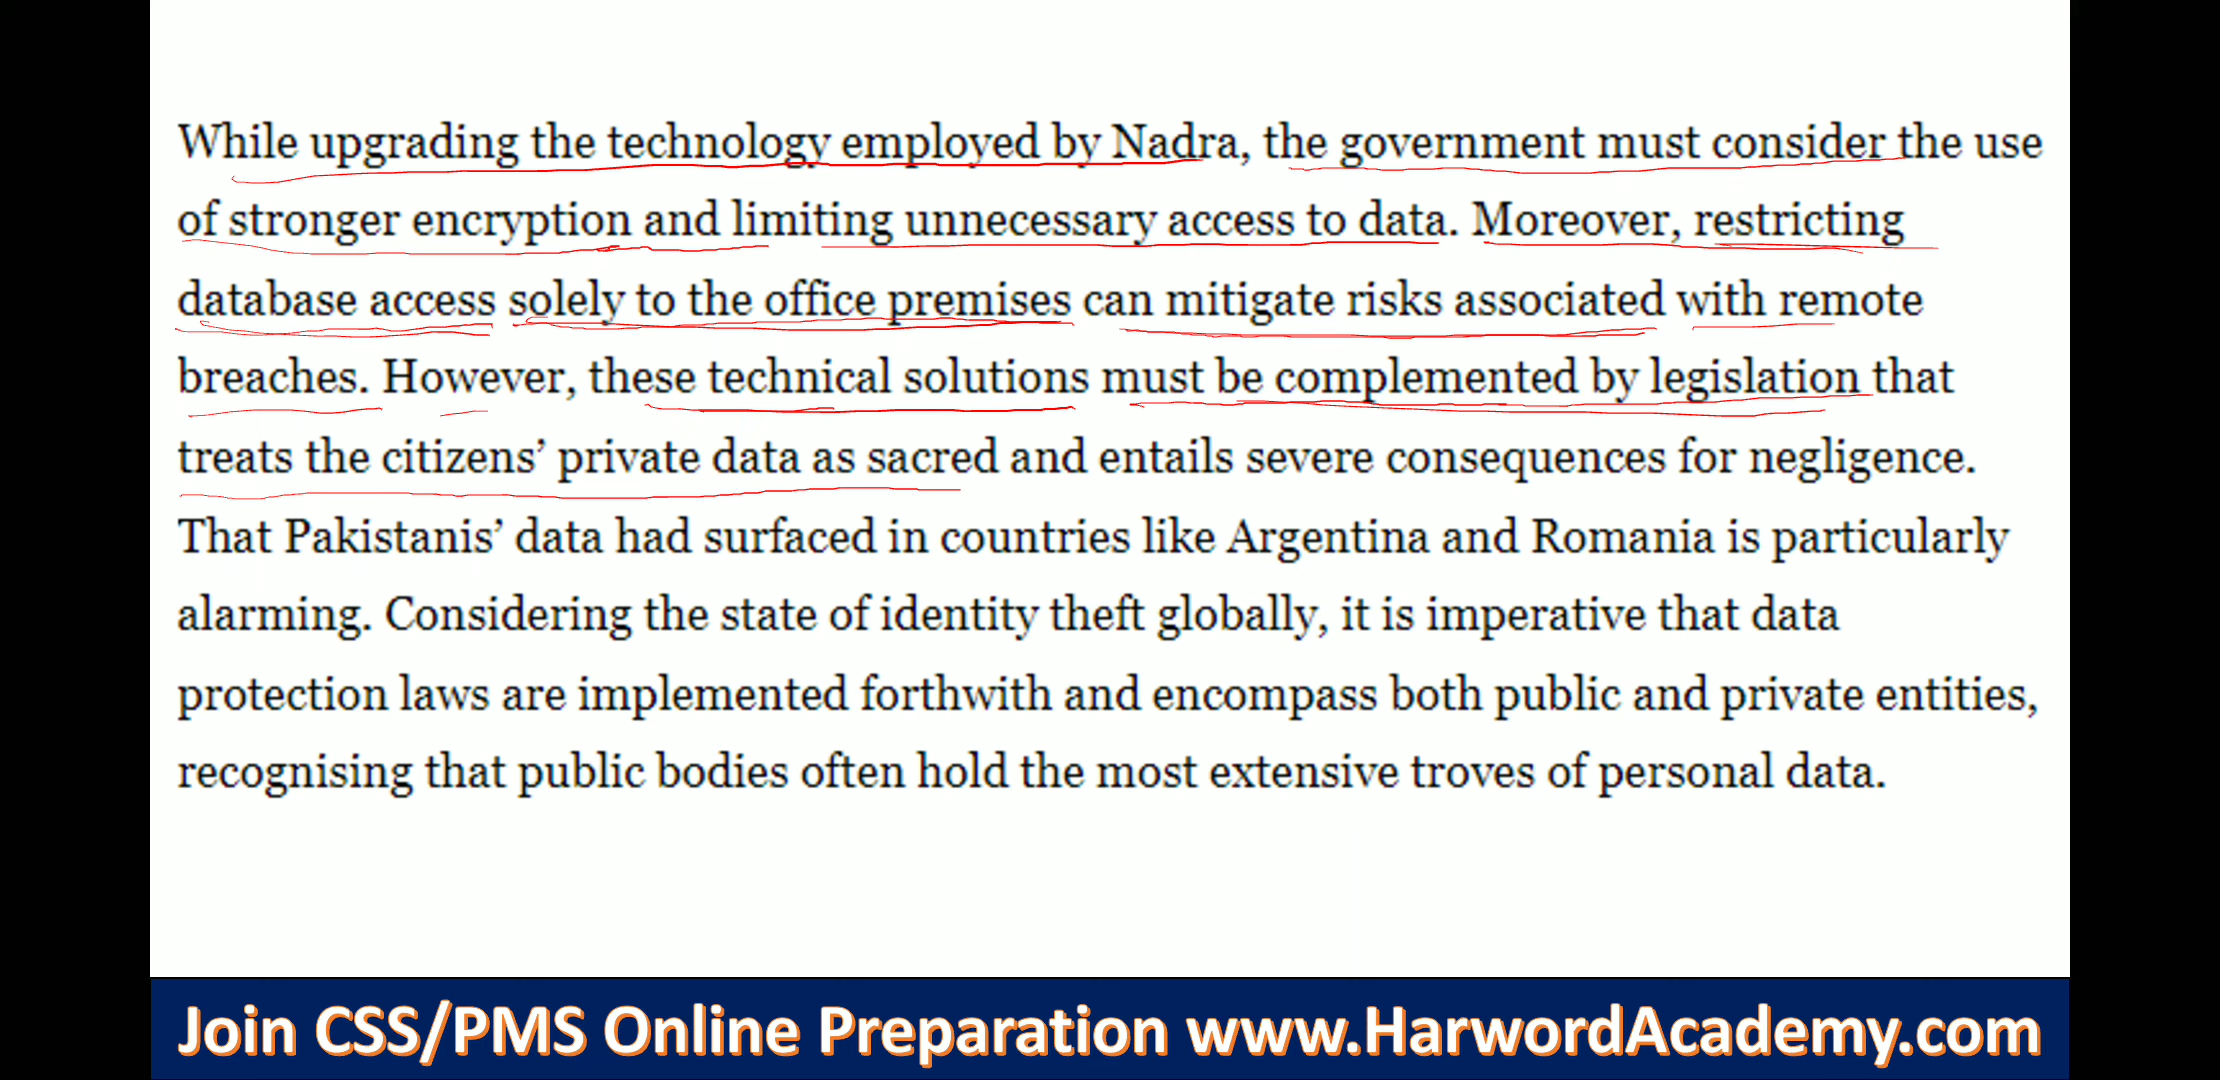 While upgrading the technology employed by Nadra, the government must consider the use
of stronger encryption and limiting unnecessary access to data. Moreover, restricting
database access solely to the office premises can mitigate risks associated with remote
breaches. However, these technical solutions must be complemented by legislation that
treats the citizens’ private data as sacred and entails severe consequences for negligence.
That Pakistanis’ data had surfaced in countries like Argentina and Romania is particularly
alarming. Considering the state of identity theft globally, it is imperative that data
protection laws are implemented forthwith and encompass both public and private entities,
recognising that public bodies often hold the most extensive troves of personal data.
Join CSS/PMS Online Preparation www.HarwordAcademy.com